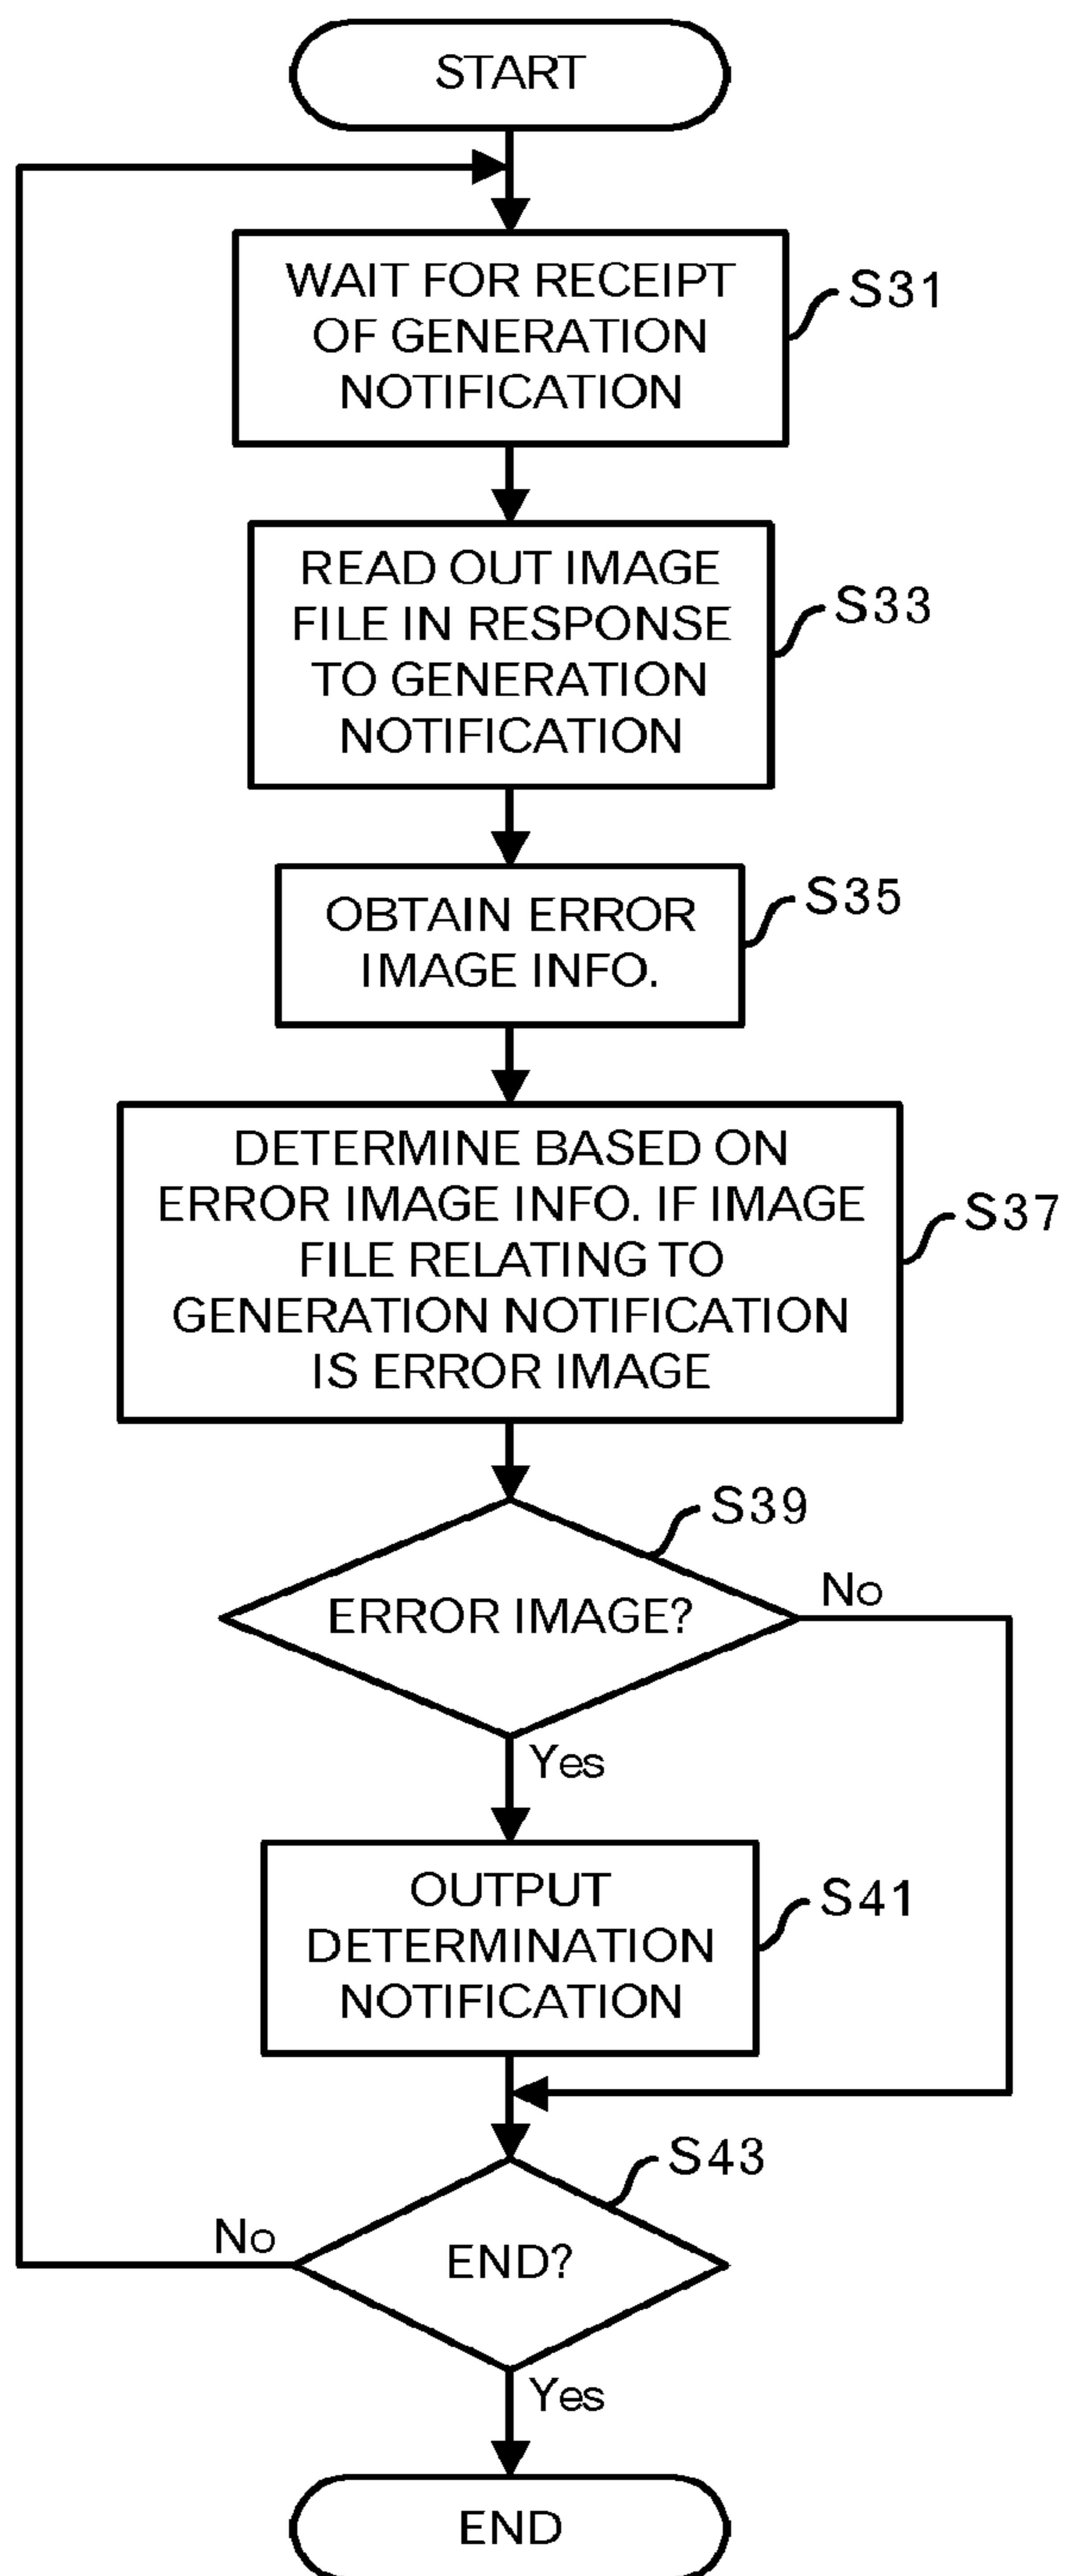 START
WAIT FOR RECEIPT
OF GENERATION
NOTIFICATION
S31
READ OUT IMAGE
FILE IN RESPONSE
TO GENERATION
NOTIFICATION
S33
OBTAIN ERROR
IMAGE INFO.
S35
DETERMINE BASED ON
ERROR IMAGE INFO. IF IMAGE
FILE RELATING TO
GENERATION NOTIFICATION
IS ERROR IMAGE
S37
S39
ERROR IMAGE?
No
Yes
OUTPUT
DETERMINATION
NOTIFICATION
S41
S43
No
END?
Yes
END